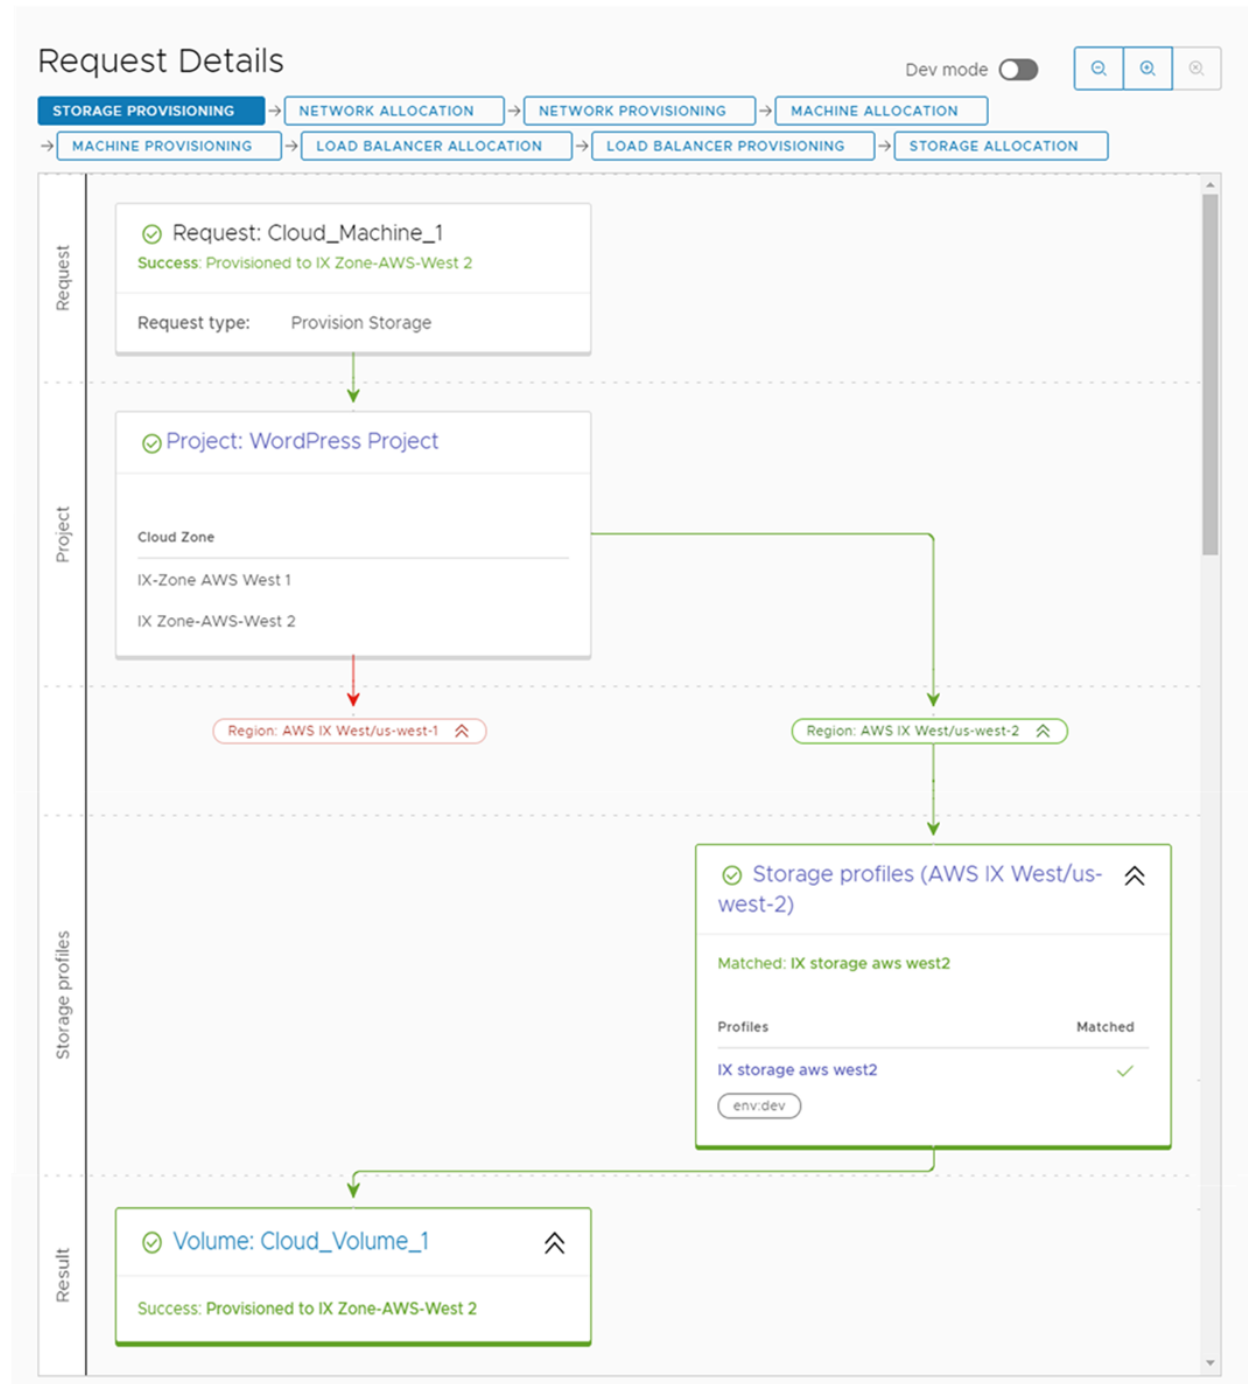 Request Details
Dev mode
STORAGE PROVISIONING
NETWORK ALLOCATION
NETWORK PROVISIONING
MACHINE ALLOCATION
MACHINE PROVISIONING
LOAD BALANCER ALLOCATION
LOAD BALANCER PROVISIONING
STORAGE ALLOCATION
Request
Request: Cloud_Machine_1
Success: Provisioned to IX Zone-AWS-West 2
Request type: Provision Storage
Project
Project: WordPress Project
Cloud Zone
IX-Zone AWS West 1
IX Zone-AWS-West 2
Region: AWS IX West/us-west-1
Region: AWS IX West/us-west-2
Storage profiles
Storage profiles (AWS IX West/us-
west-2)
Matched: IX storage aws west2
Profiles Matched
IX storage aws west2
env:dev
Result
Volume: Cloud_Volume_1
Success: Provisioned to IX Zone-AWS-West 2